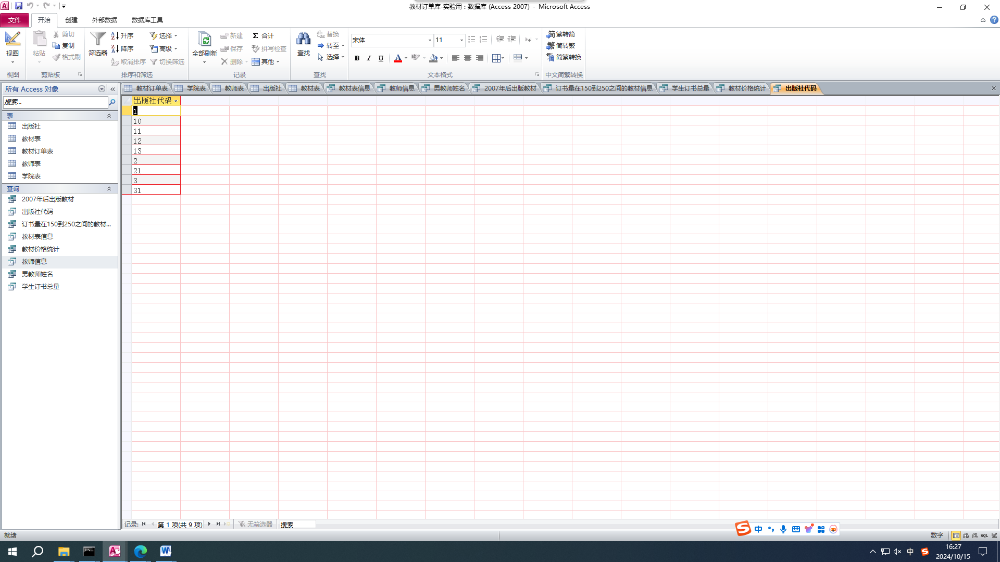 教材订单库-实验用 : 数据库 (Access 2007) - Microsoft Access
文件 开始 创建 外部数据 数据库工具
视图 粘贴 剪切 复制 格式刷
筛选器 升序 降序 取消排序 选择 高级 切换筛选
全部刷新 新建 保存 删除 Σ 合计 拼写检查 其他
查找 替换 转至 选择
宋体 11
B I U A ab
繁转简
简转繁
简繁转换
视图 剪贴板 排序和筛选 记录 查找 文本格式 中文简繁转换
所有 Access 对象
搜索...
表
出版社
教材表
教材订单表
教师表
学院表
查询
2007年后出版教材
出版社代码
订书量在150到250之间的教材...
教材表信息
教材价格统计
教师信息
男教师姓名
学生订书总量
教材订单表 学院表 教师表 出版社 教材表 教材表信息 教师信息 男教师姓名 2007年后出版教材 订书量在150到250之间的教材信息 学生订书总量 教材价格统计 出版社代码
出版社代码
1
10
11
12
13
2
21
3
31
记录: 第 1 项(共 9 项) 无筛选器 搜索
中
就绪 数字 SQL
中 16:27
2024/10/15